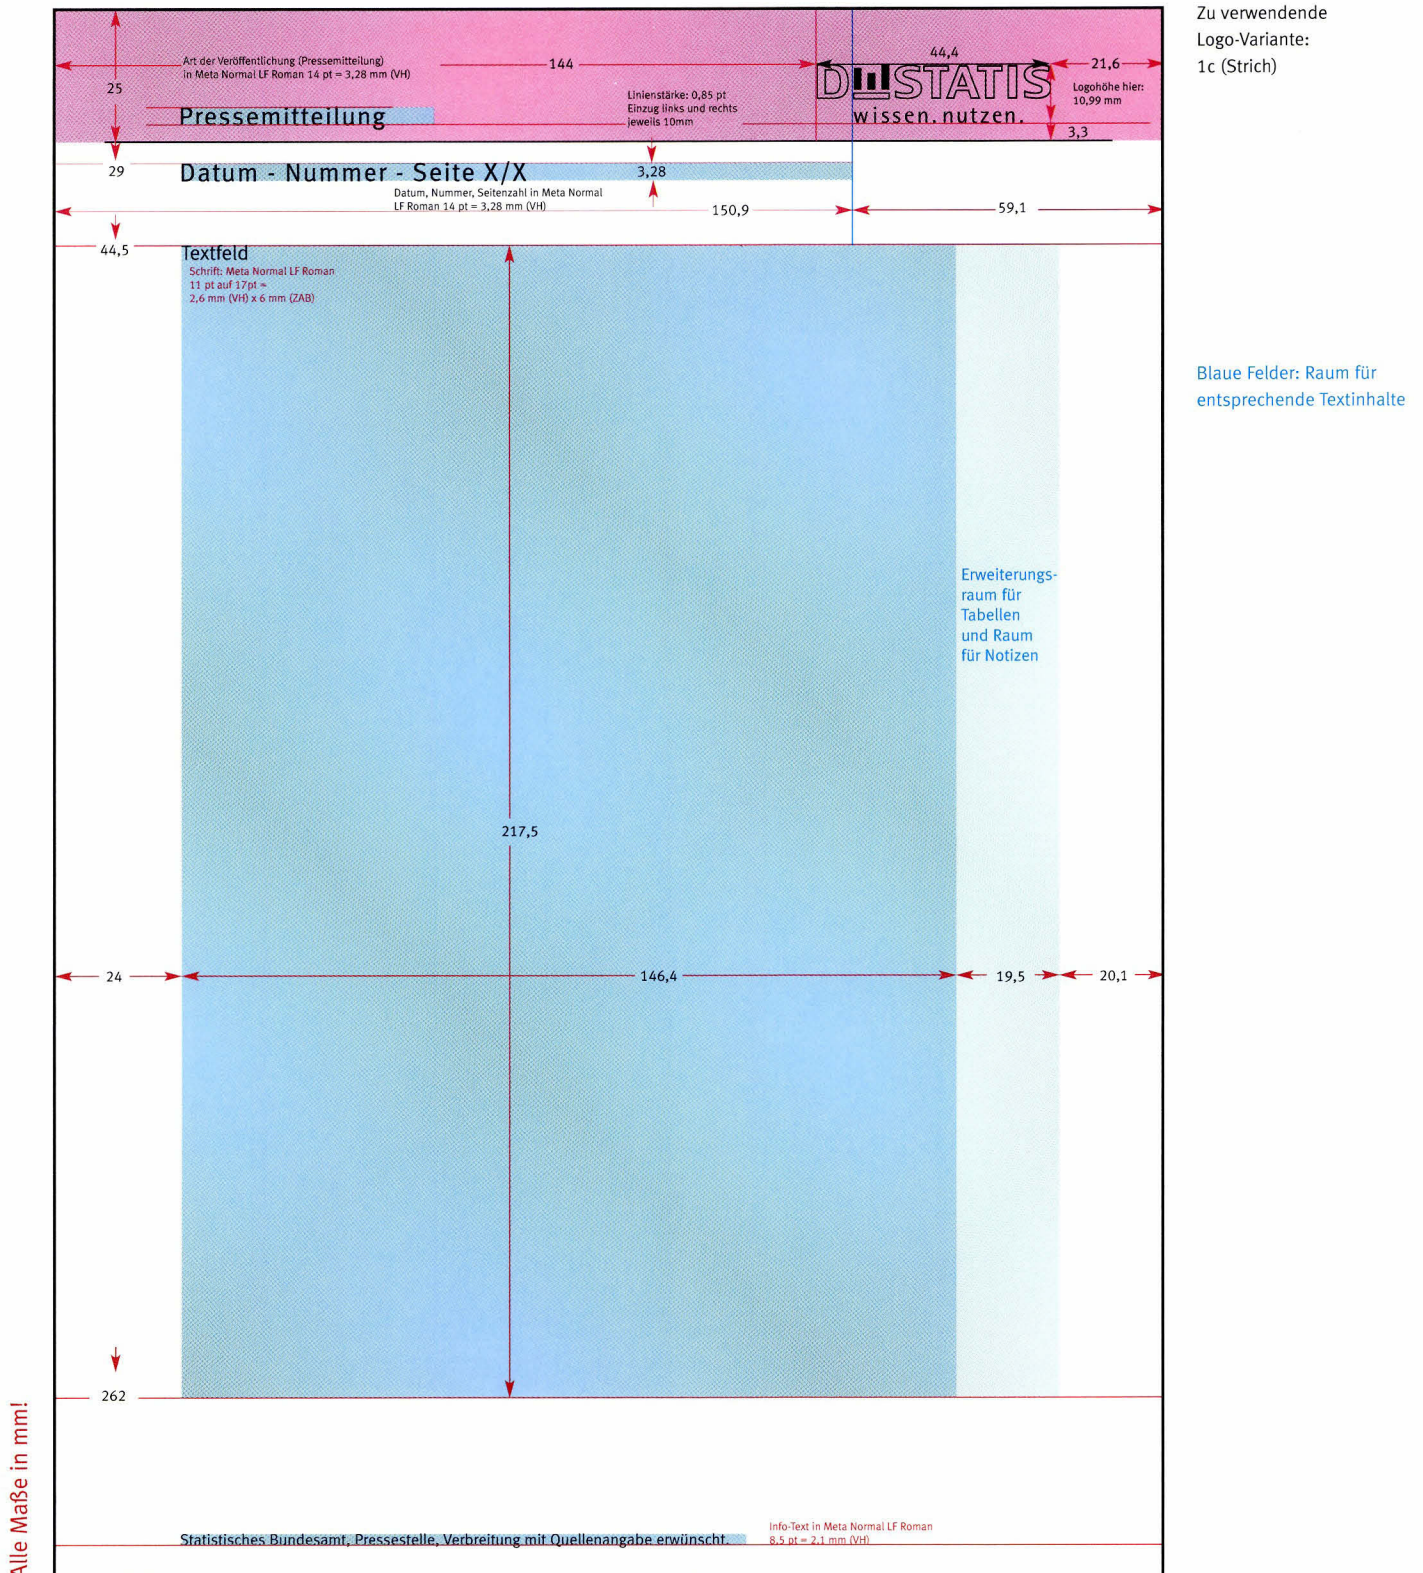 Zu verwendende
Logo-Variante:
1c (Strich)
44,4
Art der Veröffentlichung (Pressemitteilung)
in Meta Normal LF Roman 14 pt = 3,28 mm (VH)
144
21,6
25
DESTATIS
wissen.nutzen.
Logohöhe hier:
10,99 mm
Linienstärke: 0,85 pt
Einzug links und rechts
jeweils 10mm
Pressemitteilung
3,3
29
Datum - Nummer - Seite X/X
3,28
Datum, Nummer, Seitenzahl in Meta Normal
LF Roman 14 pt = 3,28 mm (VH)
150,9
59,1
44,5
Textfeld
Schrift: Meta Normal LF Roman
11 pt auf 17pt =
2,6 mm (VH) x 6 mm (ZAB)
Blaue Felder: Raum für
entsprechende Textinhalte
Erweiterungs-
raum für
Tabellen
und Raum
für Notizen
217,5
24
146,4
19,5
20,1
262
Alle Maße in mm!
Statistisches Bundesamt, Pressestelle, Verbreitung mit Quellenangabe erwünscht.
Info-Text in Meta Normal LF Roman
8,5 pt = 2,1 mm (VH)